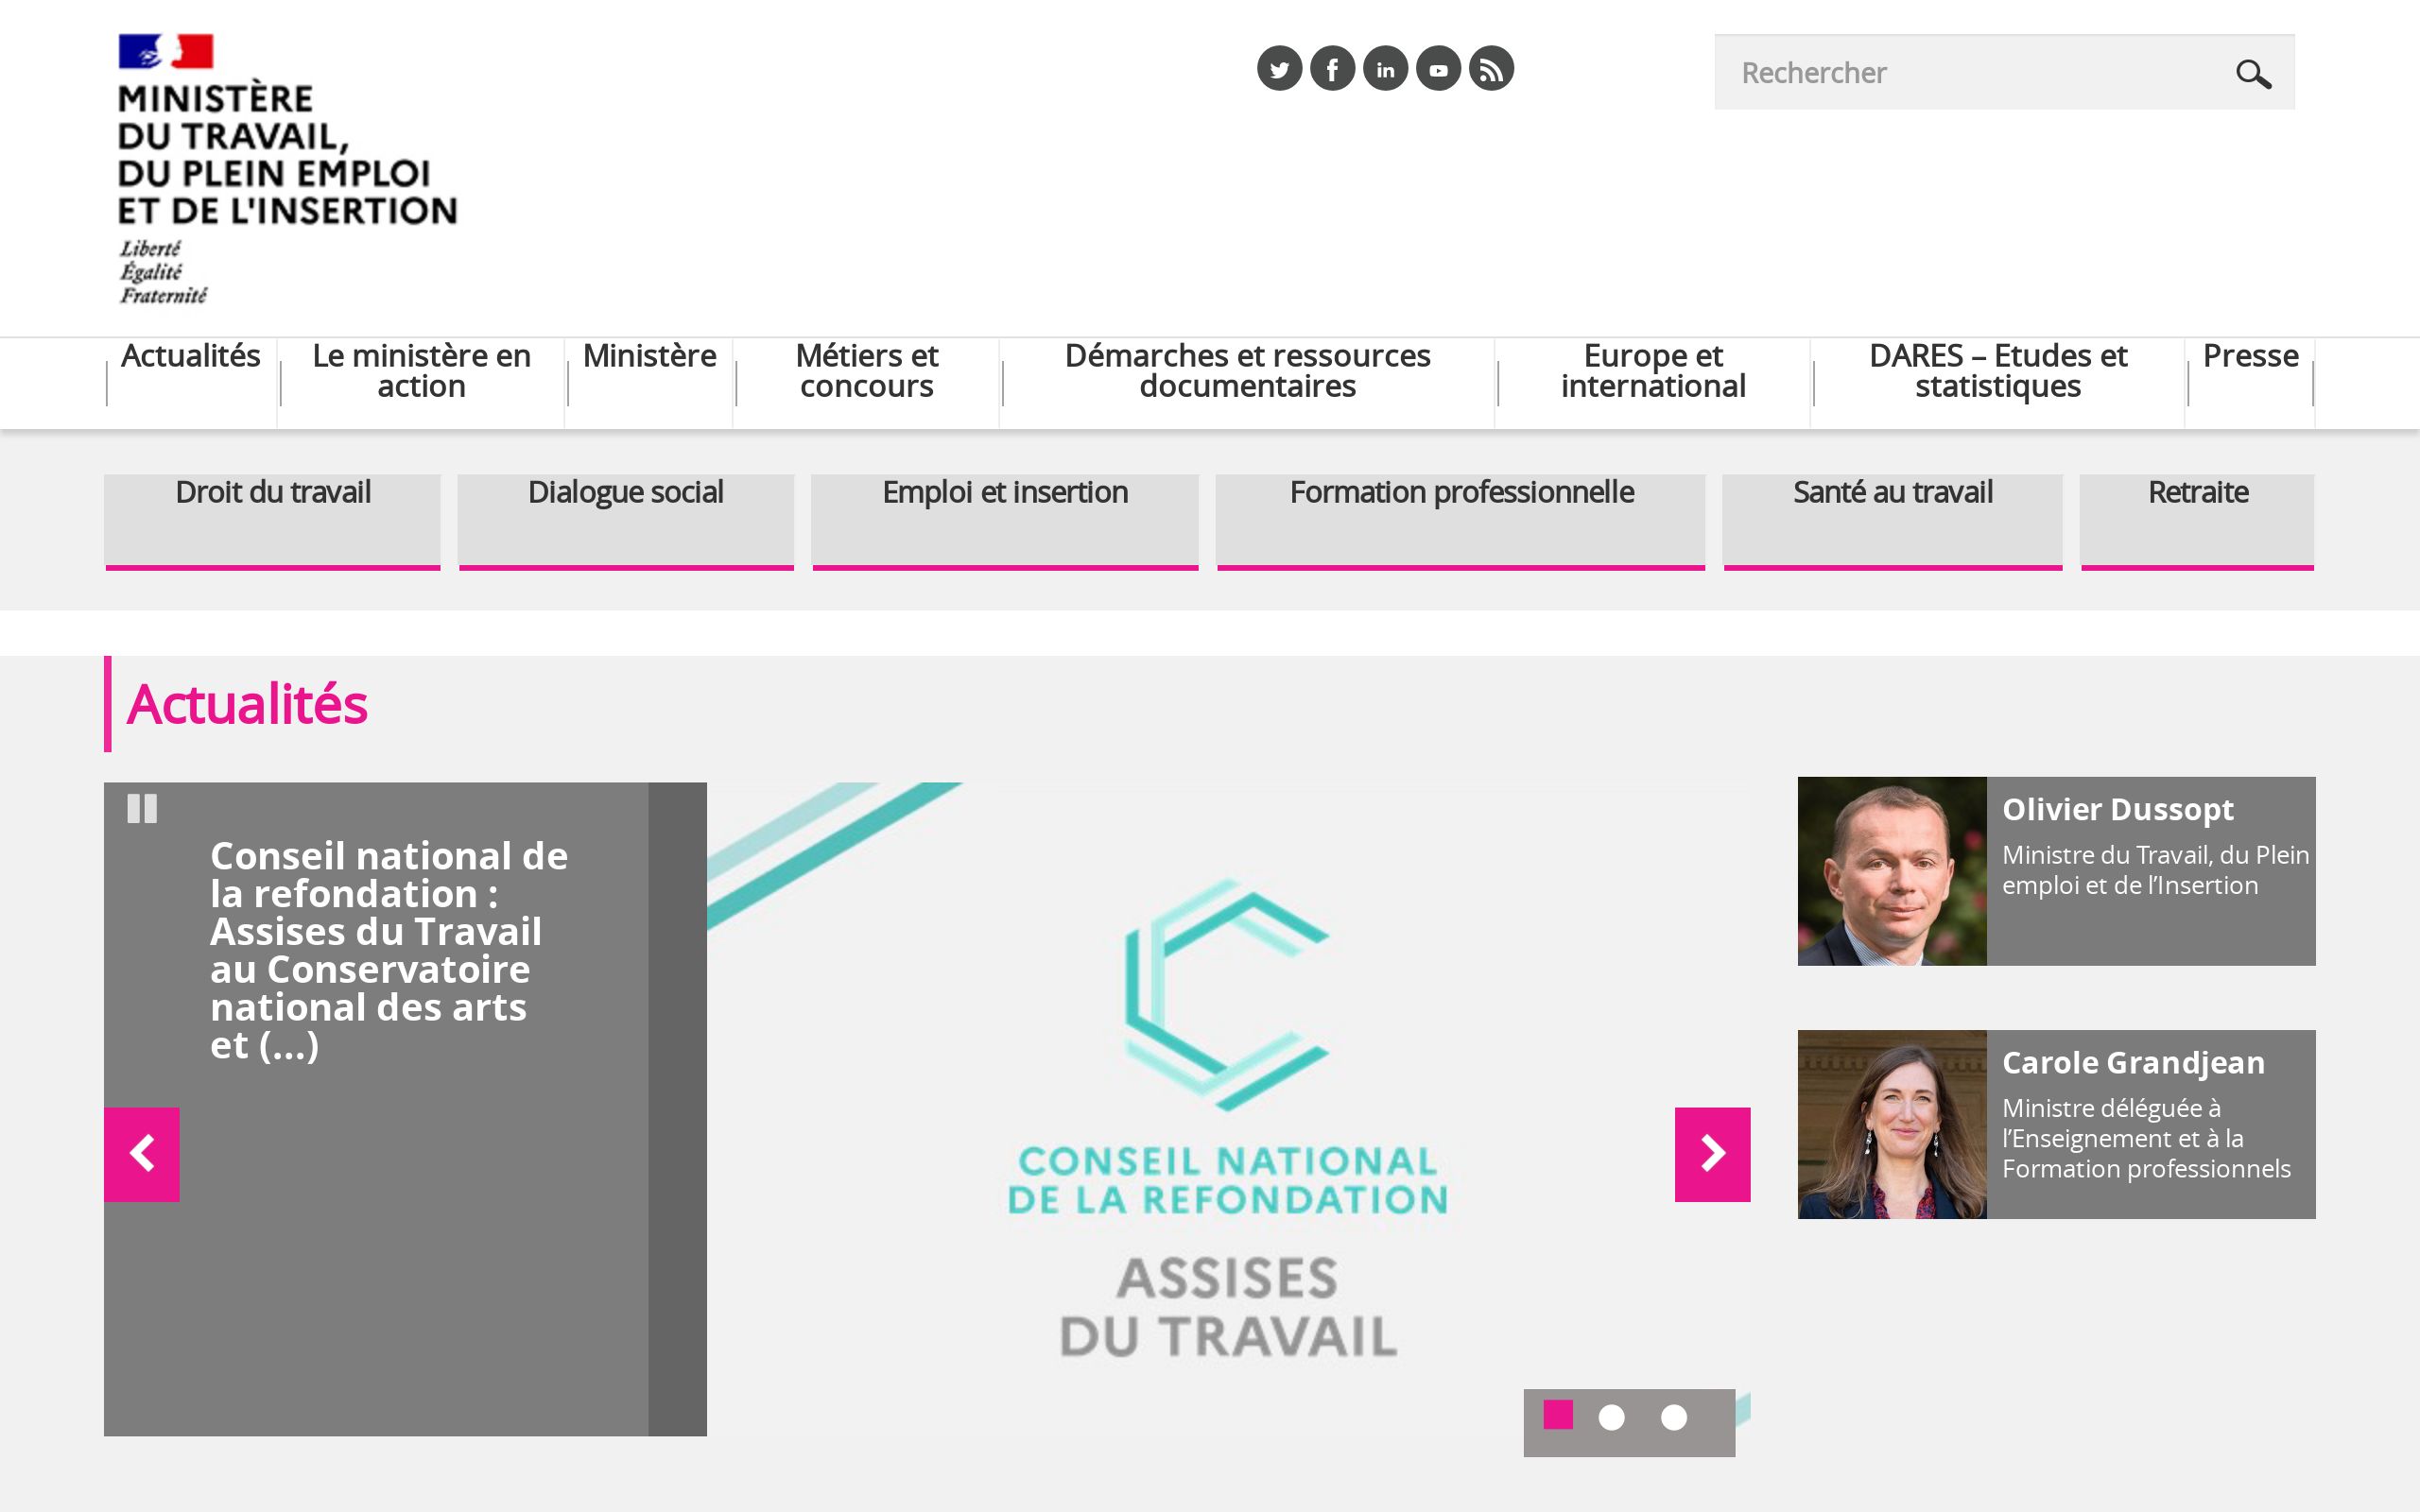 MINISTÈRE
DU TRAVAIL,
DU PLEIN EMPLOI
ET DE L'INSERTION
Liberté
Égalité
Fraternité
Rechercher
Actualités
Le ministère en
action
Ministère
Métiers et
concours
Démarches et ressources
documentaires
Europe et
international
DARES – Etudes et
statistiques
Presse
Droit du travail
Dialogue social
Emploi et insertion
Formation professionnelle
Santé au travail
Retraite
Actualités
Conseil national de
la refondation :
Assises du Travail
au Conservatoire
national des arts
et (...)
CONSEIL NATIONAL
DE LA REFONDATION
ASSISES
DU TRAVAIL
Olivier Dussopt
Ministre du Travail, du Plein
emploi et de l’Insertion
Carole Grandjean
Ministre déléguée à
l’Enseignement et à la
Formation professionnels